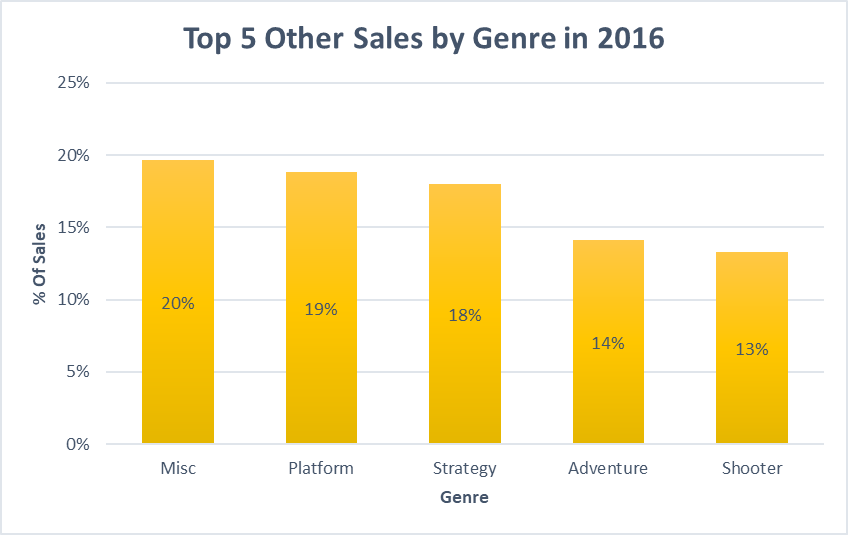 Top 5 Other Sales by Genre in 2016
% Of Sales
25%
20%
15%
10%
5%
0%
20%
19%
18%
14%
13%
Misc
Platform
Strategy
Adventure
Shooter
Genre